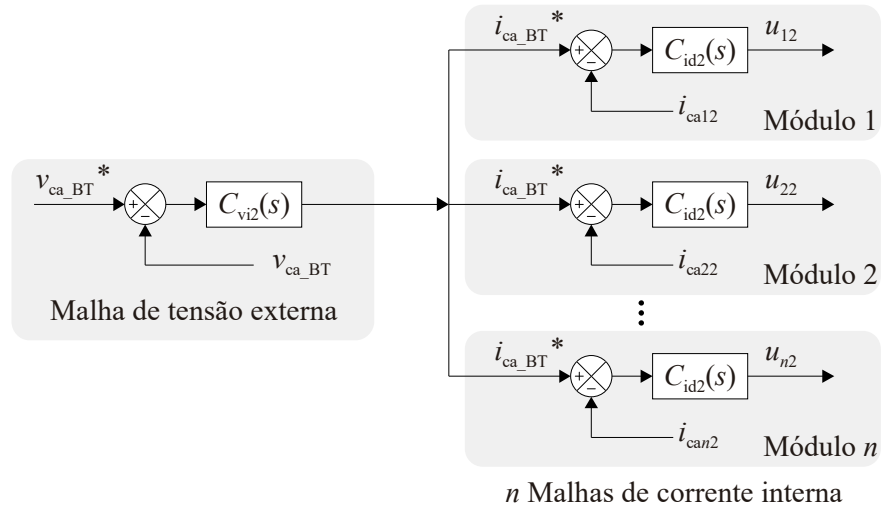 i_ca_BT*
+
−
C_id2(s)
u_12
i_ca12
Módulo 1
v_ca_BT*
+
−
C_vi2(s)
v_ca_BT
Malha de tensão externa
i_ca_BT*
+
−
C_id2(s)
u_22
i_ca22
Módulo 2
i_ca_BT*
+
−
C_id2(s)
u_n2
i_can2
Módulo n
n Malhas de corrente interna